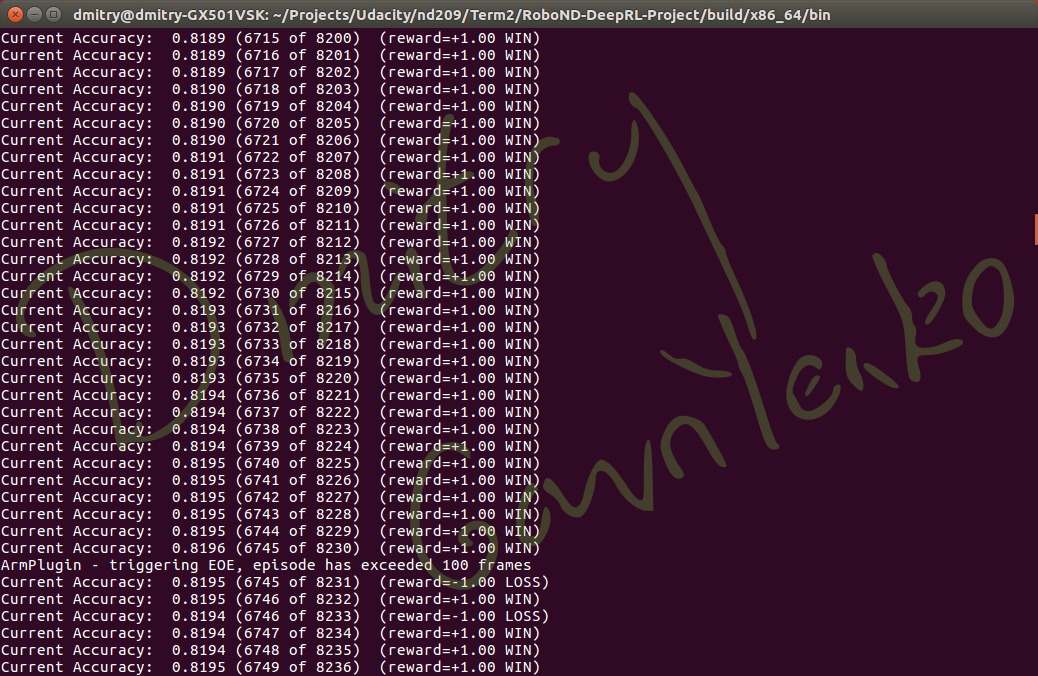 dmitry@dmitry-GX501VSK: ~/Projects/Udacity/nd209/Term2/RoboND-DeepRL-Project/build/x86_64/bin
Current Accuracy:  0.8189 (6715 of 8200)  (reward=+1.00 WIN)
Current Accuracy:  0.8189 (6716 of 8201)  (reward=+1.00 WIN)
Current Accuracy:  0.8189 (6717 of 8202)  (reward=+1.00 WIN)
Current Accuracy:  0.8190 (6718 of 8203)  (reward=+1.00 WIN)
Current Accuracy:  0.8190 (6719 of 8204)  (reward=+1.00 WIN)
Current Accuracy:  0.8190 (6720 of 8205)  (reward=+1.00 WIN)
Current Accuracy:  0.8190 (6721 of 8206)  (reward=+1.00 WIN)
Current Accuracy:  0.8191 (6722 of 8207)  (reward=+1.00 WIN)
Current Accuracy:  0.8191 (6723 of 8208)  (reward=+1.00 WIN)
Current Accuracy:  0.8191 (6724 of 8209)  (reward=+1.00 WIN)
Current Accuracy:  0.8191 (6725 of 8210)  (reward=+1.00 WIN)
Current Accuracy:  0.8191 (6726 of 8211)  (reward=+1.00 WIN)
Current Accuracy:  0.8192 (6727 of 8212)  (reward=+1.00 WIN)
Current Accuracy:  0.8192 (6728 of 8213)  (reward=+1.00 WIN)
Current Accuracy:  0.8192 (6729 of 8214)  (reward=+1.00 WIN)
Current Accuracy:  0.8192 (6730 of 8215)  (reward=+1.00 WIN)
Current Accuracy:  0.8193 (6731 of 8216)  (reward=+1.00 WIN)
Current Accuracy:  0.8193 (6732 of 8217)  (reward=+1.00 WIN)
Current Accuracy:  0.8193 (6733 of 8218)  (reward=+1.00 WIN)
Current Accuracy:  0.8193 (6734 of 8219)  (reward=+1.00 WIN)
Current Accuracy:  0.8193 (6735 of 8220)  (reward=+1.00 WIN)
Current Accuracy:  0.8194 (6736 of 8221)  (reward=+1.00 WIN)
Current Accuracy:  0.8194 (6737 of 8222)  (reward=+1.00 WIN)
Current Accuracy:  0.8194 (6738 of 8223)  (reward=+1.00 WIN)
Current Accuracy:  0.8194 (6739 of 8224)  (reward=+1.00 WIN)
Current Accuracy:  0.8195 (6740 of 8225)  (reward=+1.00 WIN)
Current Accuracy:  0.8195 (6741 of 8226)  (reward=+1.00 WIN)
Current Accuracy:  0.8195 (6742 of 8227)  (reward=+1.00 WIN)
Current Accuracy:  0.8195 (6743 of 8228)  (reward=+1.00 WIN)
Current Accuracy:  0.8195 (6744 of 8229)  (reward=+1.00 WIN)
Current Accuracy:  0.8196 (6745 of 8230)  (reward=+1.00 WIN)
ArmPlugin - triggering EOE, episode has exceeded 100 frames
Current Accuracy:  0.8195 (6745 of 8231)  (reward=-1.00 LOSS)
Current Accuracy:  0.8195 (6746 of 8232)  (reward=+1.00 WIN)
Current Accuracy:  0.8194 (6746 of 8233)  (reward=-1.00 LOSS)
Current Accuracy:  0.8194 (6747 of 8234)  (reward=+1.00 WIN)
Current Accuracy:  0.8194 (6748 of 8235)  (reward=+1.00 WIN)
Current Accuracy:  0.8195 (6749 of 8236)  (reward=+1.00 WIN)
Dmitry